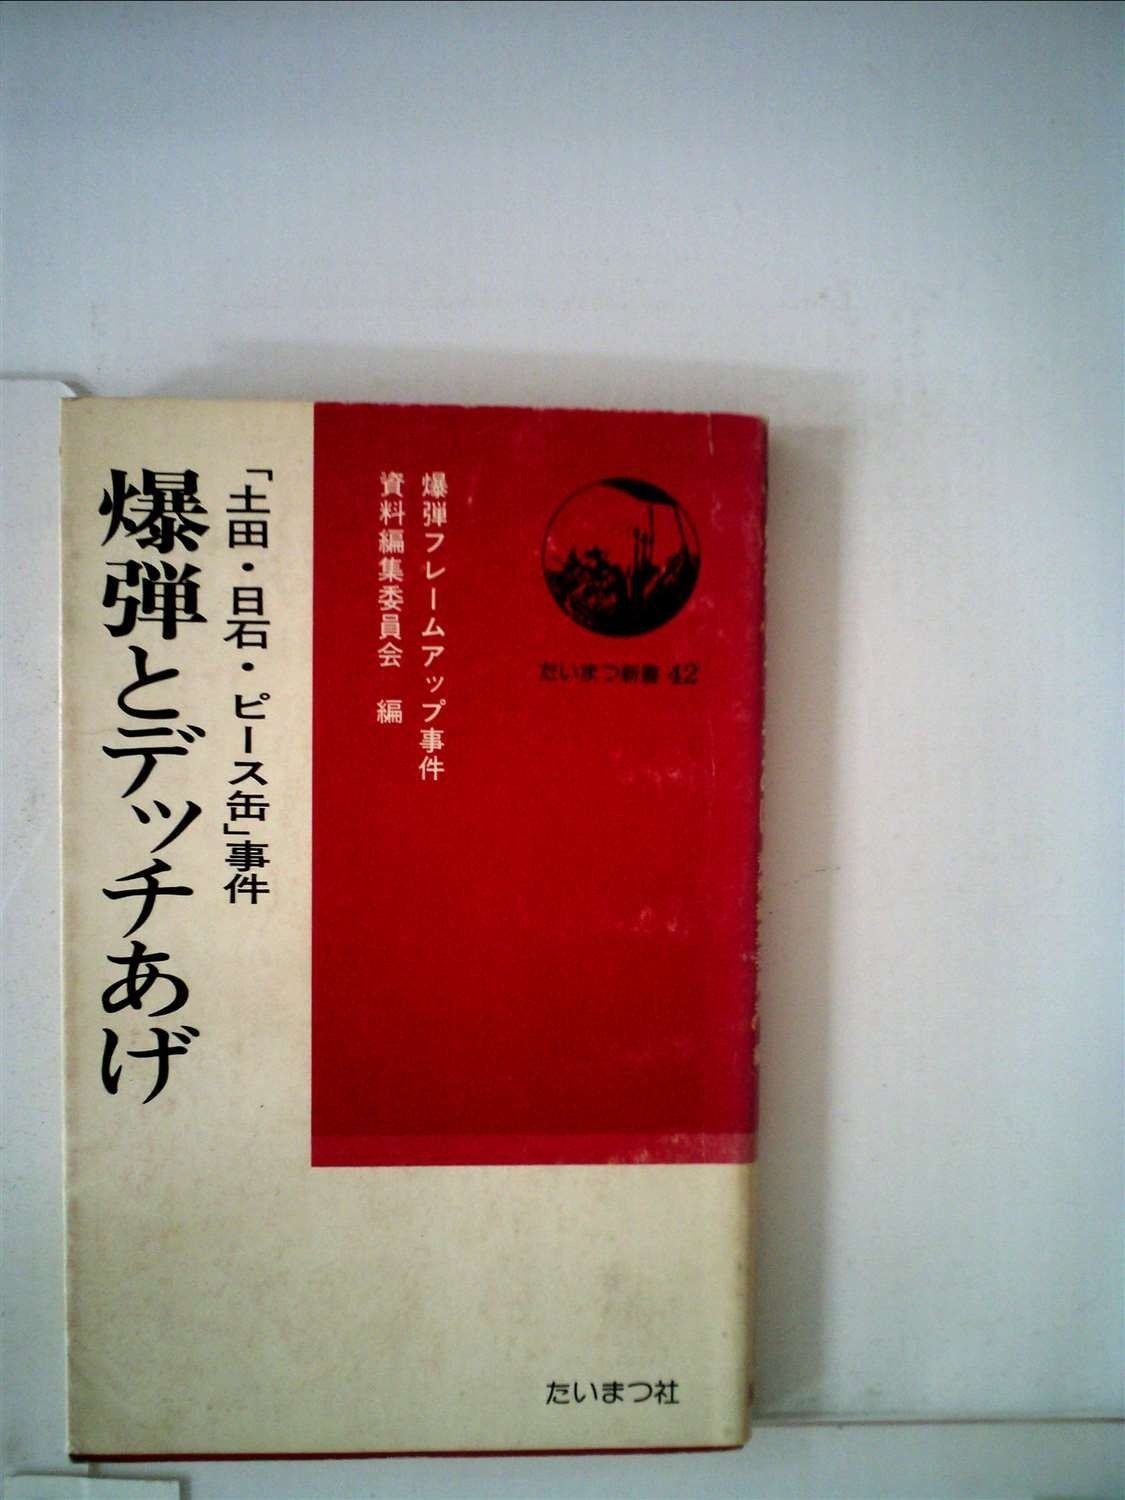 たいまつ新書 42
爆弾フレームアップ事件
資料編集委員会 編
「土田・日石・ピース缶」事件
爆弾とデッチあげ
たいまつ社